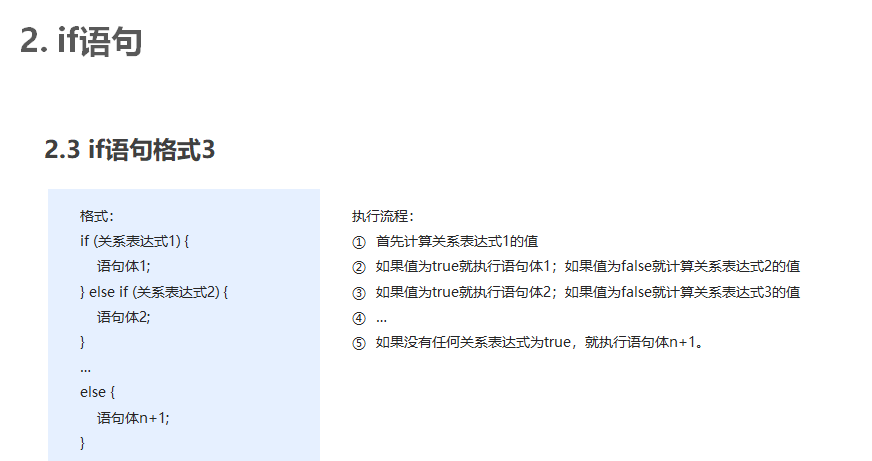 2. if语句
2.3 if语句格式3
格式：
if (关系表达式1) {
语句体1;
} else if (关系表达式2) {
语句体2;
}
…
else {
语句体n+1;
}
执行流程：
① 首先计算关系表达式1的值
② 如果值为true就执行语句体1；如果值为false就计算关系表达式2的值
③ 如果值为true就执行语句体2；如果值为false就计算关系表达式3的值
④ …
⑤ 如果没有任何关系表达式为true，就执行语句体n+1。